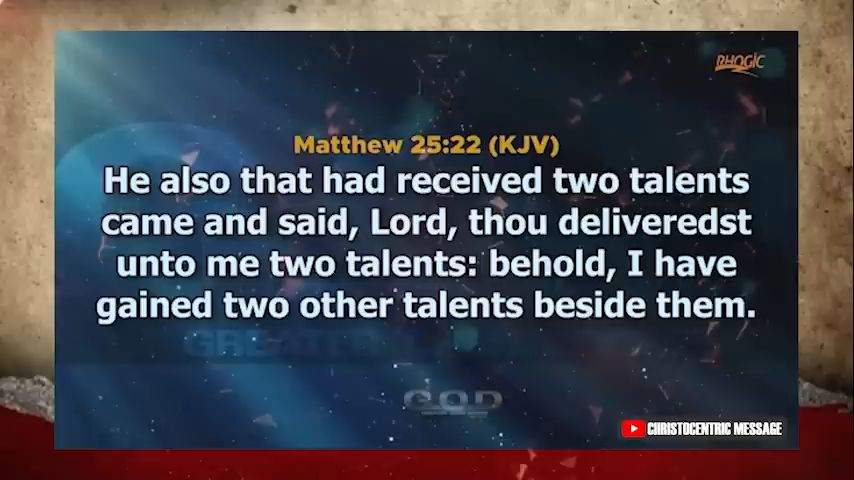 RHOGIC
Matthew 25:22 (KJV)
He also that had received two talents
came and said, Lord, thou deliveredst
unto me two talents: behold, I have
gained two other talents beside them.
GREATER
GOD
CHRISTOCENTRIC MESSAGE